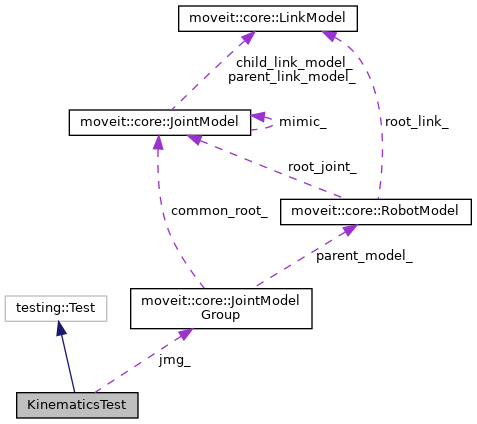 moveit::core::LinkModel
child_link_model_
parent_link_model_
moveit::core::JointModel
mimic_
root_link_
root_joint_
common_root_
moveit::core::RobotModel
parent_model_
moveit::core::JointModel
Group
testing::Test
jmg_
KinematicsTest